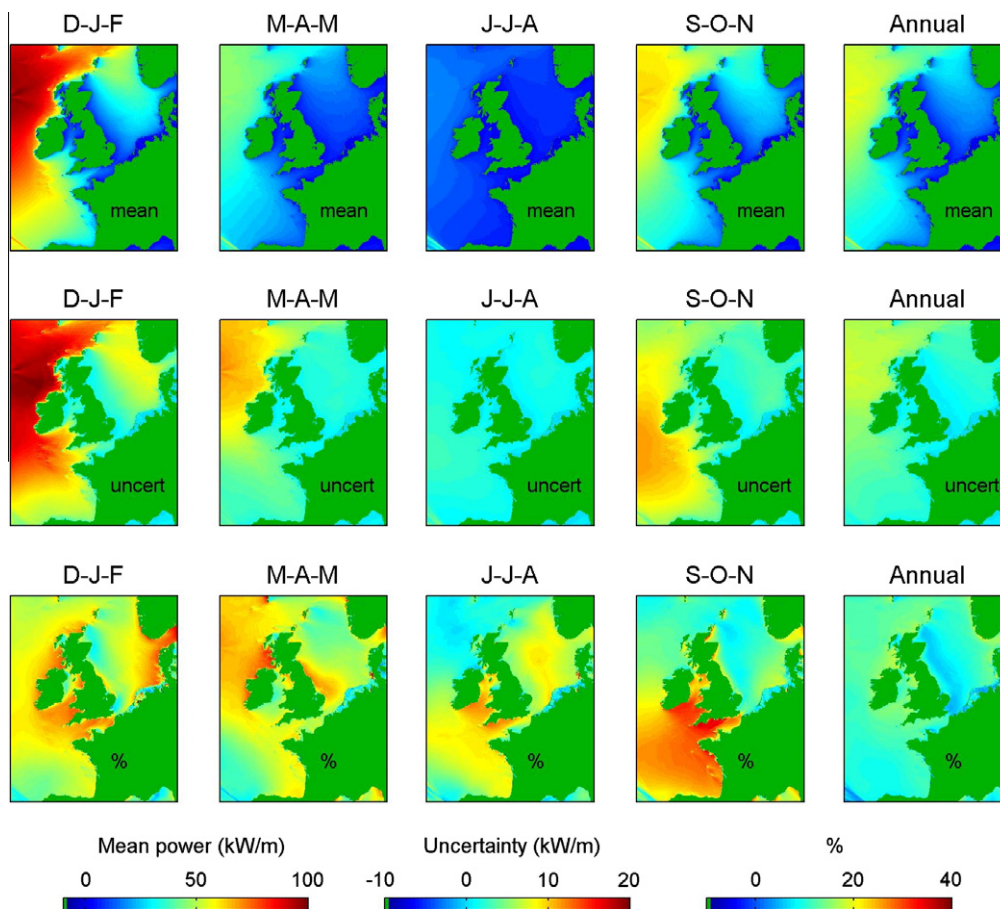 D-J-F M-A-M J-J-A S-O-N Annual
mean mean mean mean mean
D-J-F M-A-M J-J-A S-O-N Annual
uncert uncert uncert uncert uncert
D-J-F M-A-M J-J-A S-O-N Annual
% % % % %
Mean power (kW/m) Uncertainty (kW/m) %
0 50 100 -10 0 10 20 0 20 40